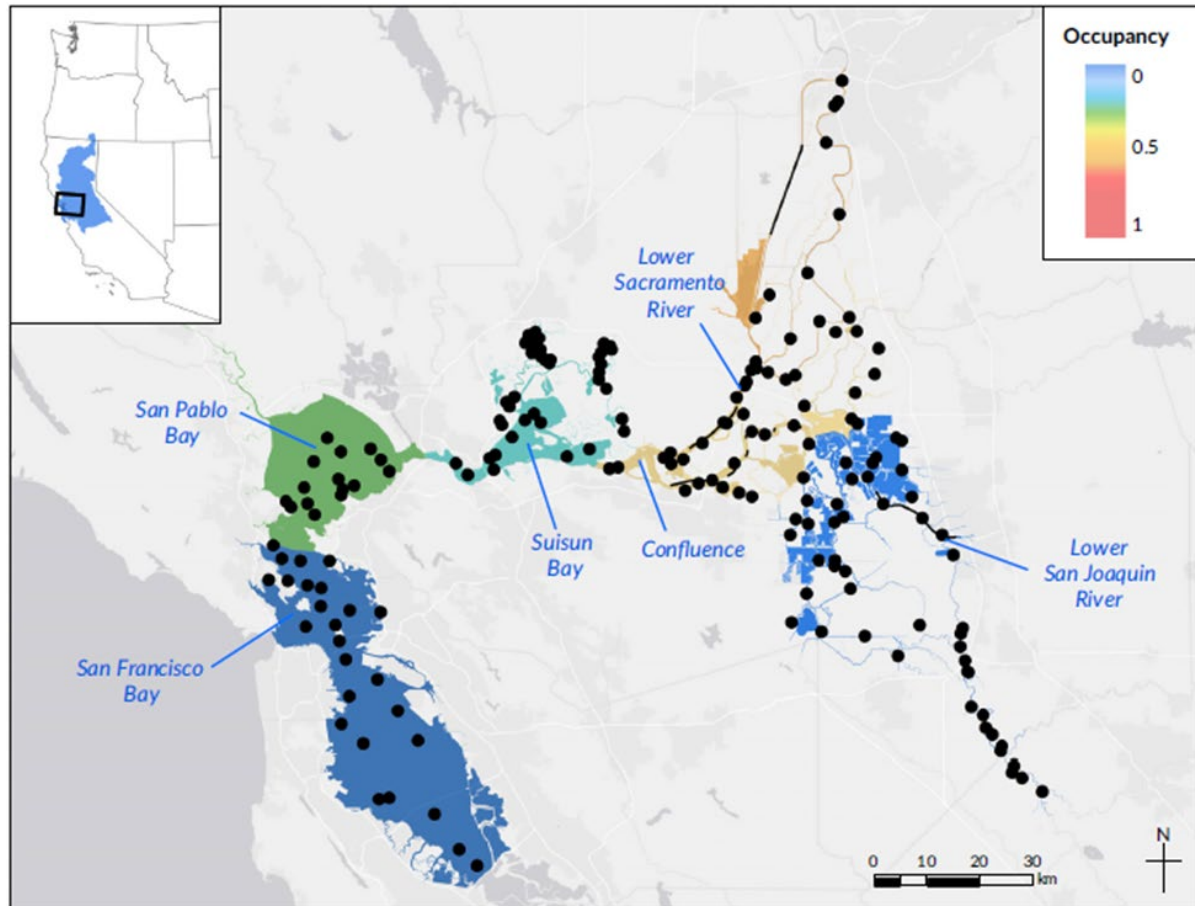 Occupancy
0
0.5
1
Lower
Sacramento
River
San Pablo
Bay
Suisun
Bay
Confluence
Lower
San Joaquin
River
San Francisco
Bay
N
0 10 20 30
km